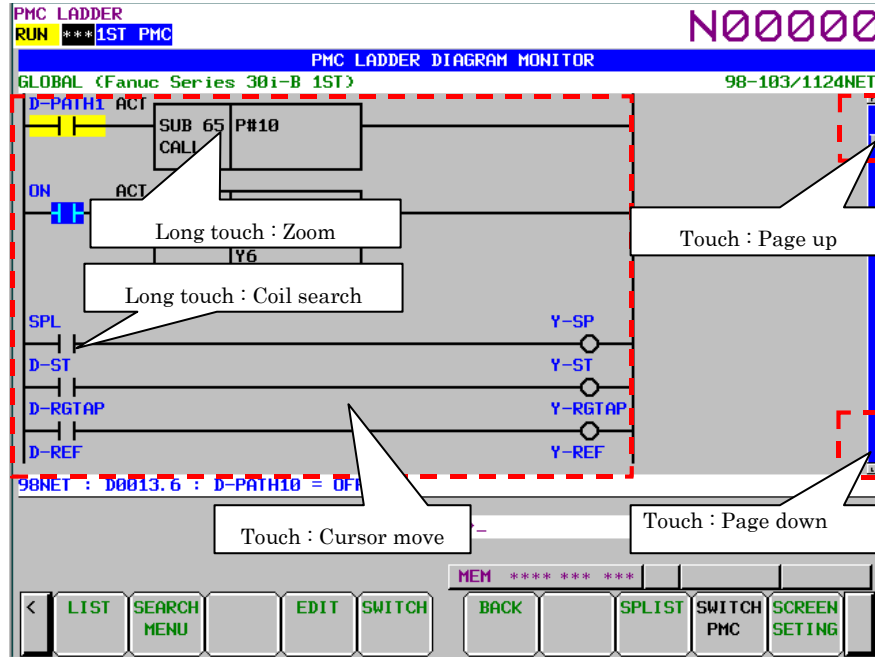 PMC LADDER
RUN ***1ST PMC
N00000
PMC LADDER DIAGRAM MONITOR
GLOBAL (Fanuc Series 30i-B 1ST) 98-103/1124NET
D-PATH1 ACT
SUB 65 P#10
CALL
ON ACT
Long touch : Zoom
Touch : Page up
Y6
Long touch : Coil search
SPL Y-SP
D-ST Y-ST
D-RGTAP Y-RGTAP
D-REF Y-REF
98NET : D0013.6 : D-PATH10 = OFF
Touch : Cursor move
>_
Touch : Page down
MEM **** *** ***
< LIST SEARCH MENU EDIT SWITCH BACK SPLIST SWITCH PMC SCREEN SETING